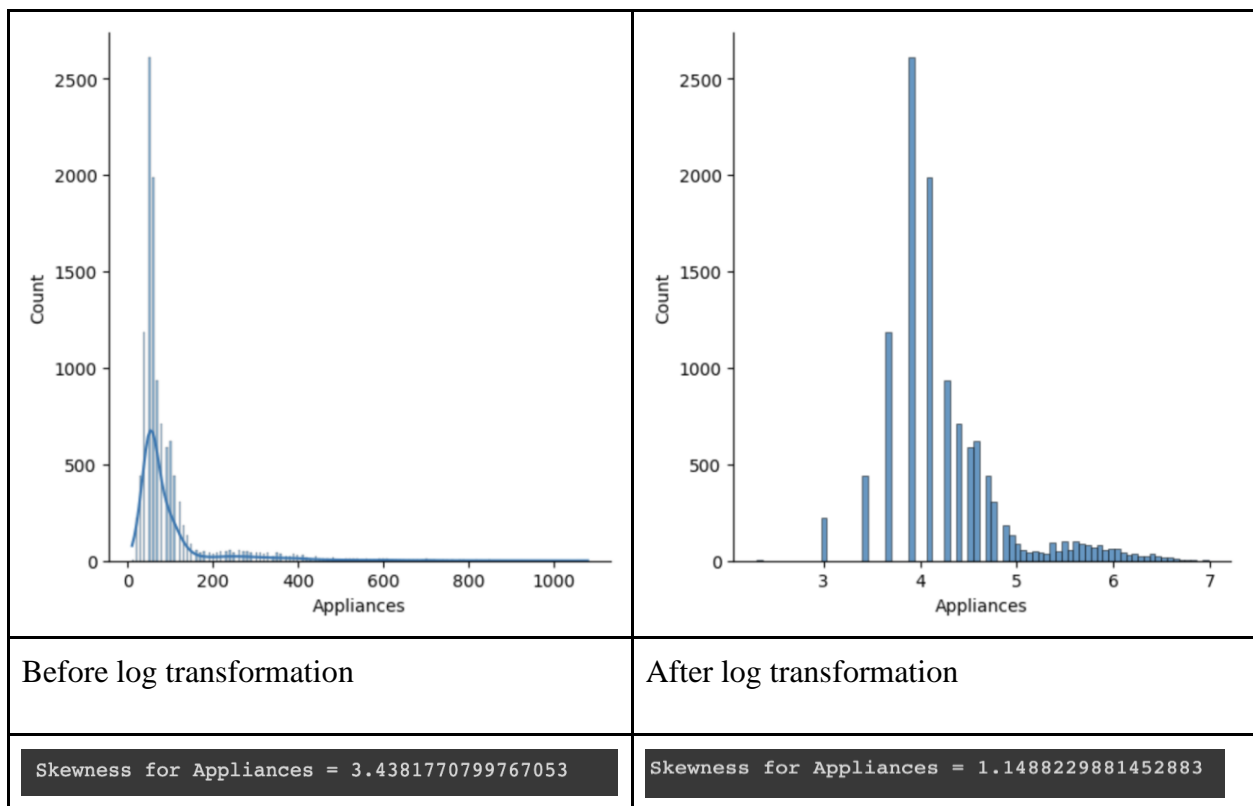 2500
2000
1500
1000
500
0
Count
0 200 400 600 800 1000
Appliances
2500
2000
1500
1000
500
0
Count
3 4 5 6 7
Appliances
Before log transformation
After log transformation
Skewness for Appliances = 3.4381770799767053
Skewness for Appliances = 1.1488229881452883